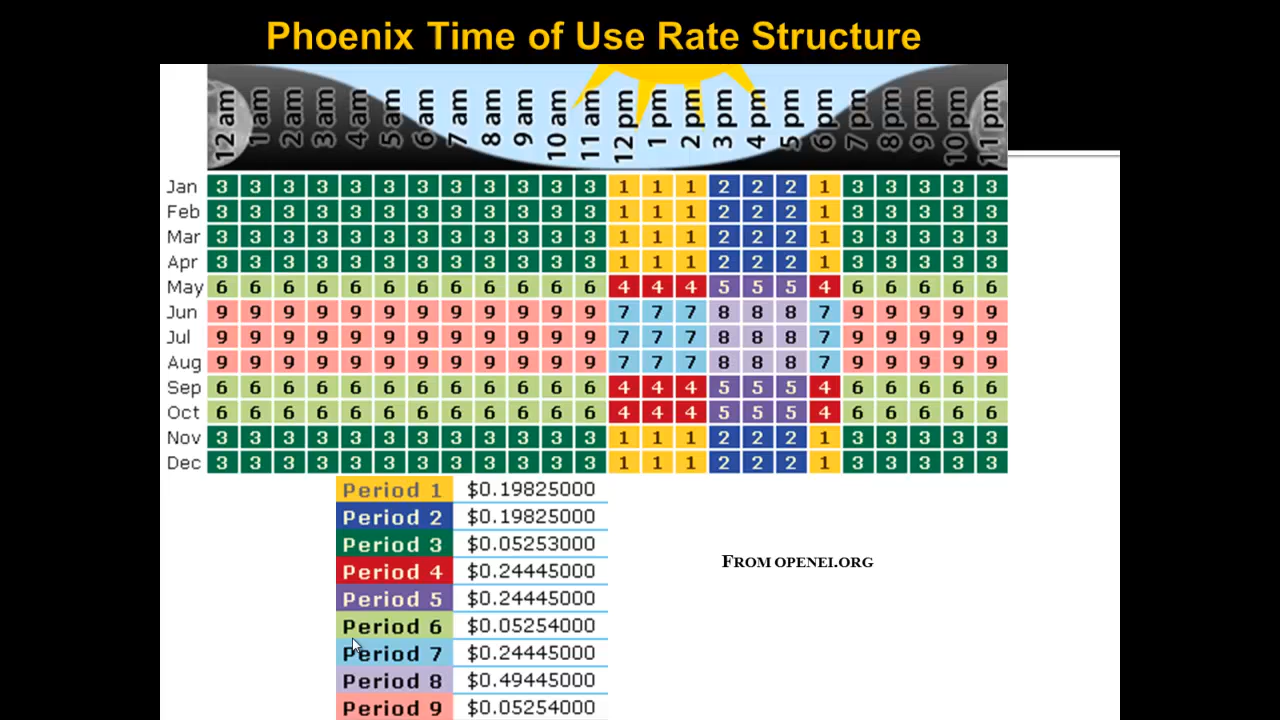 Phoenix Time of Use Rate Structure
12 am 1 am 2 am 3 am 4 am 5 am 6 am 7 am 8 am 9 am 10 am 11 am 12 pm 1 pm 2 pm 3 pm 4 pm 5 pm 6 pm 7 pm 8 pm 9 pm 10 pm 11 pm
Jan 3 3 3 3 3 3 3 3 3 3 3 3 1 1 1 2 2 2 1 3 3 3 3 3
Feb 3 3 3 3 3 3 3 3 3 3 3 3 1 1 1 2 2 2 1 3 3 3 3 3
Mar 3 3 3 3 3 3 3 3 3 3 3 3 1 1 1 2 2 2 1 3 3 3 3 3
Apr 3 3 3 3 3 3 3 3 3 3 3 3 1 1 1 2 2 2 1 3 3 3 3 3
May 6 6 6 6 6 6 6 6 6 6 6 6 4 4 4 5 5 5 4 6 6 6 6 6
Jun 9 9 9 9 9 9 9 9 9 9 9 9 7 7 7 8 8 8 7 9 9 9 9 9
Jul 9 9 9 9 9 9 9 9 9 9 9 9 7 7 7 8 8 8 7 9 9 9 9 9
Aug 9 9 9 9 9 9 9 9 9 9 9 9 7 7 7 8 8 8 7 9 9 9 9 9
Sep 6 6 6 6 6 6 6 6 6 6 6 6 4 4 4 5 5 5 4 6 6 6 6 6
Oct 6 6 6 6 6 6 6 6 6 6 6 6 4 4 4 5 5 5 4 6 6 6 6 6
Nov 3 3 3 3 3 3 3 3 3 3 3 3 1 1 1 2 2 2 1 3 3 3 3 3
Dec 3 3 3 3 3 3 3 3 3 3 3 3 1 1 1 2 2 2 1 3 3 3 3 3
Period 1 $0.19825000
Period 2 $0.19825000
Period 3 $0.05253000
Period 4 $0.24445000
Period 5 $0.24445000
Period 6 $0.05254000
Period 7 $0.24445000
Period 8 $0.49445000
Period 9 $0.05254000
FROM OPENEI.ORG